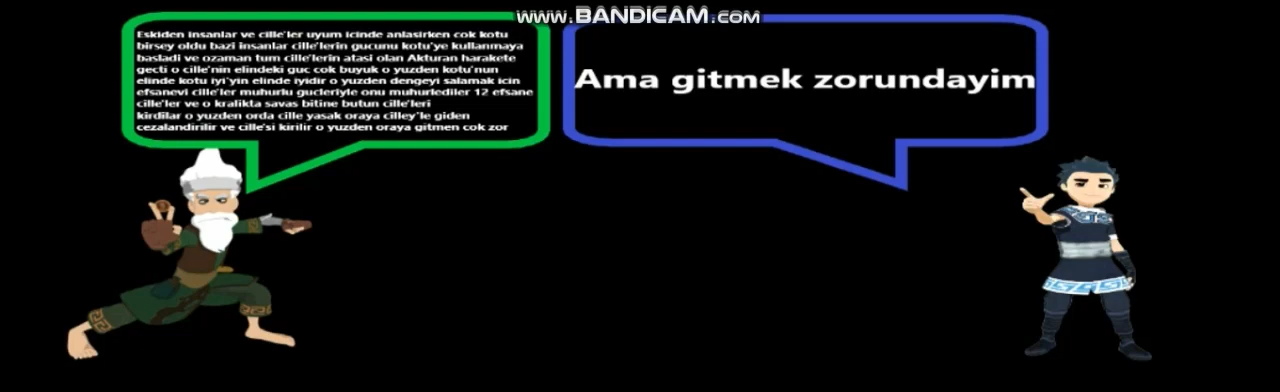 www.BANDICAM.com
Eskiden insanlar ve cille'ler uyum icinde anlasirken cok kotu
birsey oldu bazi insanlar cille'lerin gucunu kotu'ye kullanmaya
basladi ve ozaman tum cille'lerin atasi olan Akturan harakete
gecti o cille'nin elindeki guc cok buyuk o yuzden kotu'nun
elinde kotu iyi'yin elinde iyidir o yuzden dengeyi salamak icin
efsanevi cille'ler muhurlu gucleriyle onu muhurlediler 12 efsane
cille'ler ve o kralikta savas bitine butun cille'leri
kirdilar o yuzden orda cille yasak oraya cilley'le giden
cezalandirilir ve cille'si kirilir o yuzden oraya gitmen cok zor
Ama gitmek zorundayim